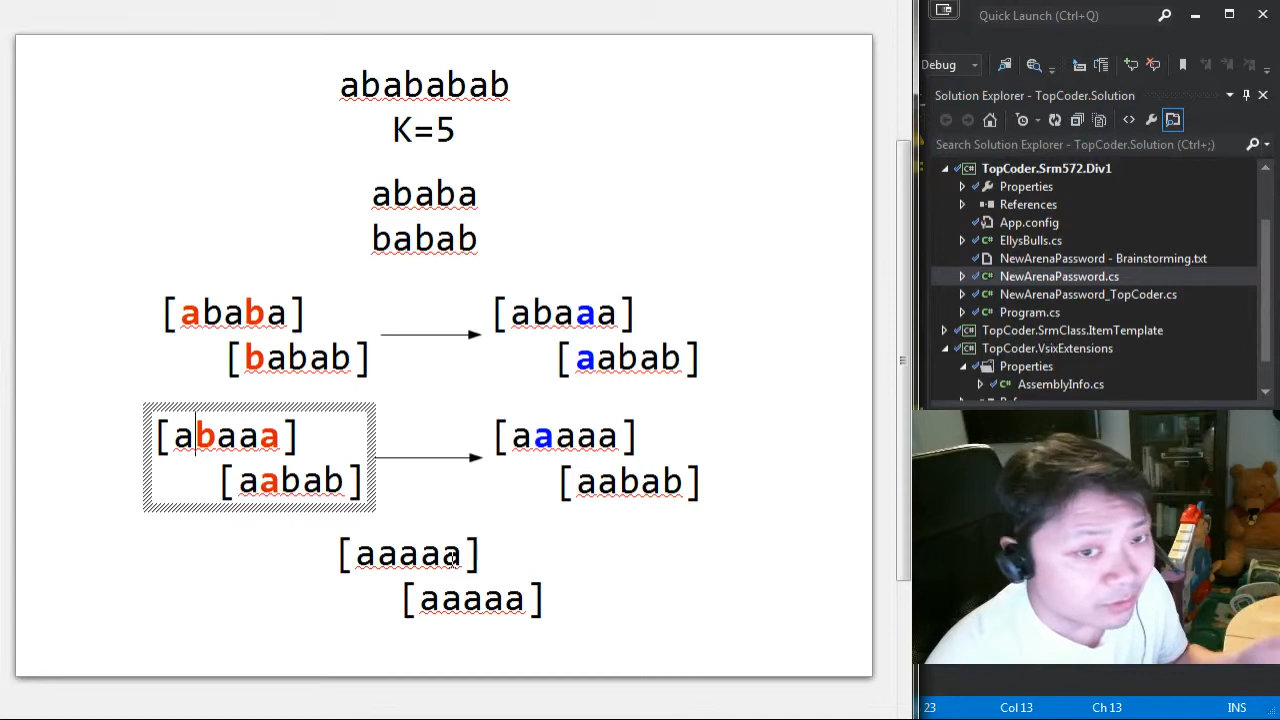 abababab
K=5
ababa
babab
[ababa]
[babab]
[abaaa]
[aabab]
[abaaa]
[aabab]
[aaaaa]
[aabab]
[aaaaa]
[aaaaa]
Quick Launch (Ctrl+Q)
Debug
Solution Explorer - TopCoder.Solution
Search Solution Explorer - TopCoder.Solution (Ctrl+;)
TopCoder.Srm572.Div1
Properties
References
App.config
EllysBulls.cs
NewArenaPassword - Brainstorming.txt
NewArenaPassword.cs
NewArenaPassword_TopCoder.cs
Program.cs
TopCoder.SrmClass.ItemTemplate
TopCoder.VsixExtensions
Properties
AssemblyInfo.cs
23 Col 13 Ch 13 INS